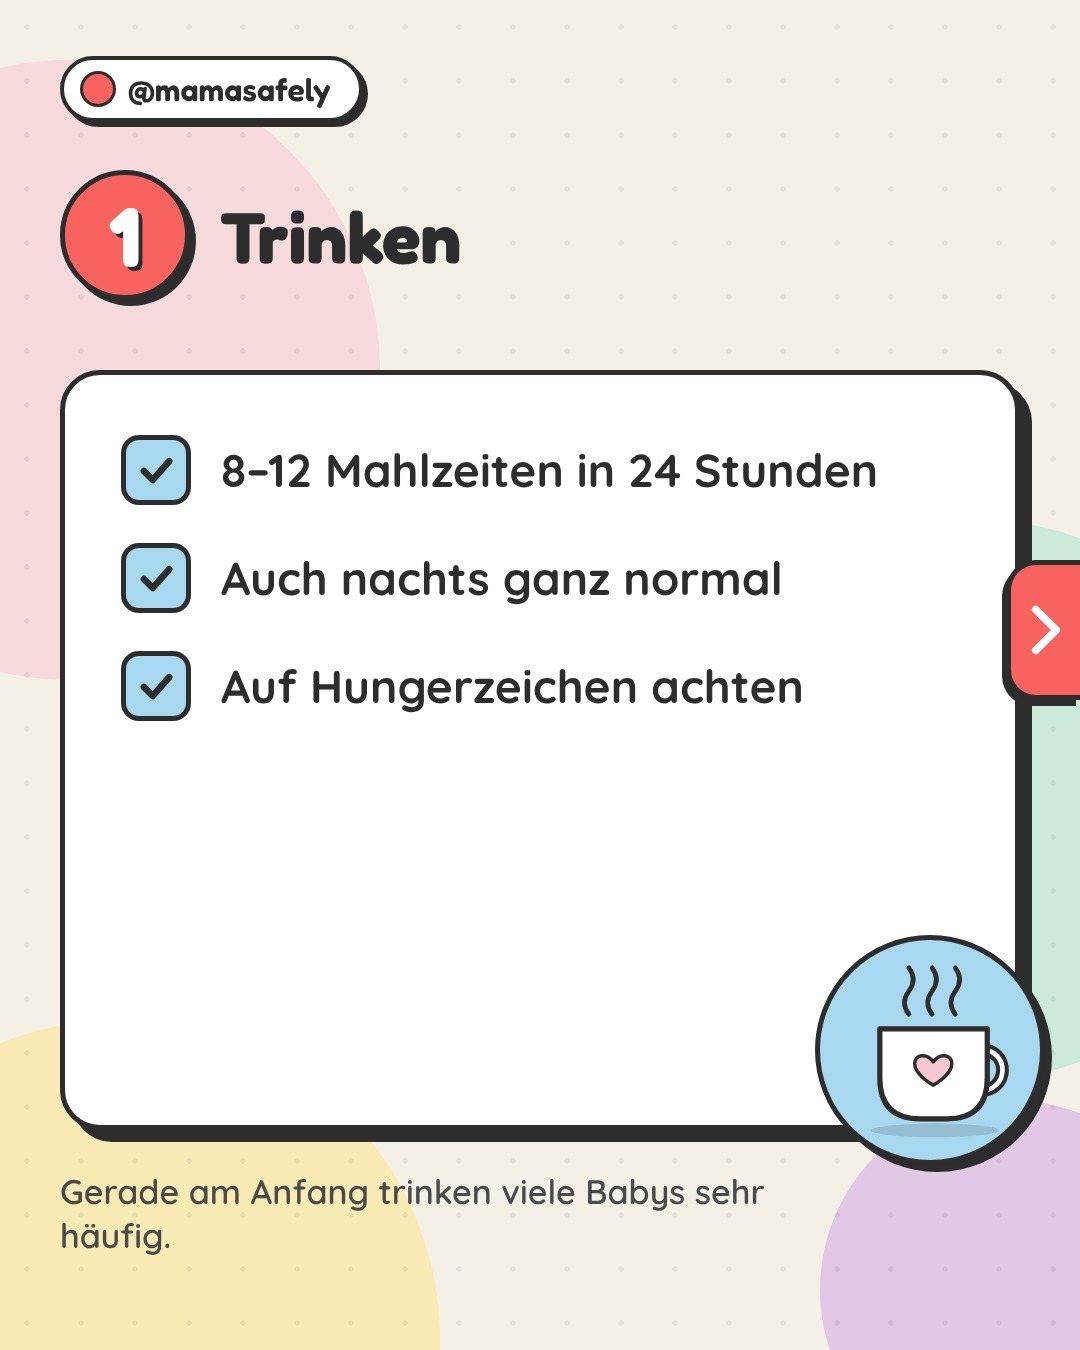 @mamasafely
1
Trinken
8–12 Mahlzeiten in 24 Stunden
Auch nachts ganz normal
Auf Hungerzeichen achten
Gerade am Anfang trinken viele Babys sehr
häufig.